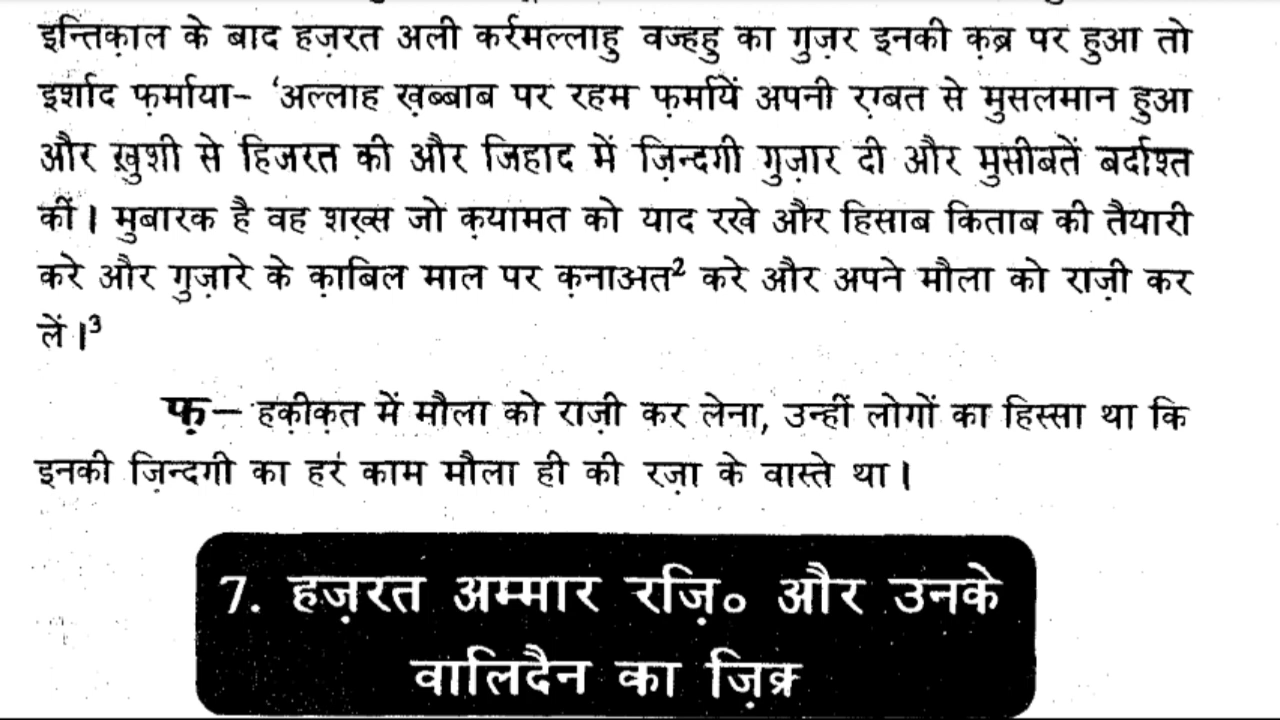 इन्तिक़ाल के बाद हज़रत अली कर्रमल्लाहु वज्हहु का गुज़र इनकी क़ब्र पर हुआ तो
इर्शाद फ़र्माया- ‘अल्लाह ख़ब्बाब पर रहम फ़र्मायें अपनी रग़्बत से मुसलमान हुआ
और ख़ुशी से हिजरत की और जिहाद में ज़िन्दगी गुज़ार दी और मुसीबतें बर्दाश्त
कीं। मुबारक है वह शख़्स जो क़यामत को याद रखे और हिसाब किताब की तैयारी
करे और गुज़ारे के क़ाबिल माल पर क़नाअत² करे और अपने मौला को राज़ी कर
लें।³
फ़— हक़ीक़त में मौला को राज़ी कर लेना, उन्हीं लोगों का हिस्सा था कि
इनकी ज़िन्दगी का हर काम मौला ही की रज़ा के वास्ते था।
7. हज़रत अम्मार रज़ि० और उनके
वालिदैन का ज़िक्र